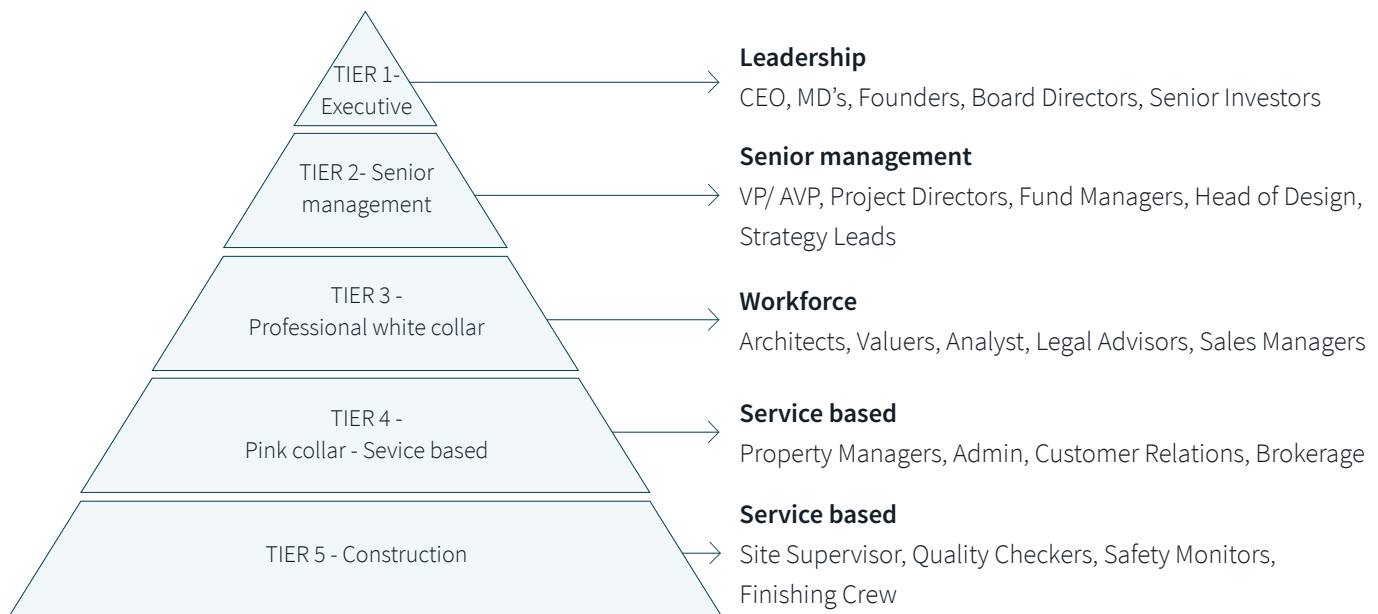 TIER 1-
Executive
Leadership
CEO, MD’s, Founders, Board Directors, Senior Investors
TIER 2- Senior
management
Senior management
VP/ AVP, Project Directors, Fund Managers, Head of Design,
Strategy Leads
TIER 3 -
Professional white collar
Workforce
Architects, Valuers, Analyst, Legal Advisors, Sales Managers
TIER 4 -
Pink collar - Sevice based
Service based
Property Managers, Admin, Customer Relations, Brokerage
TIER 5 - Construction
Service based
Site Supervisor, Quality Checkers, Safety Monitors,
Finishing Crew